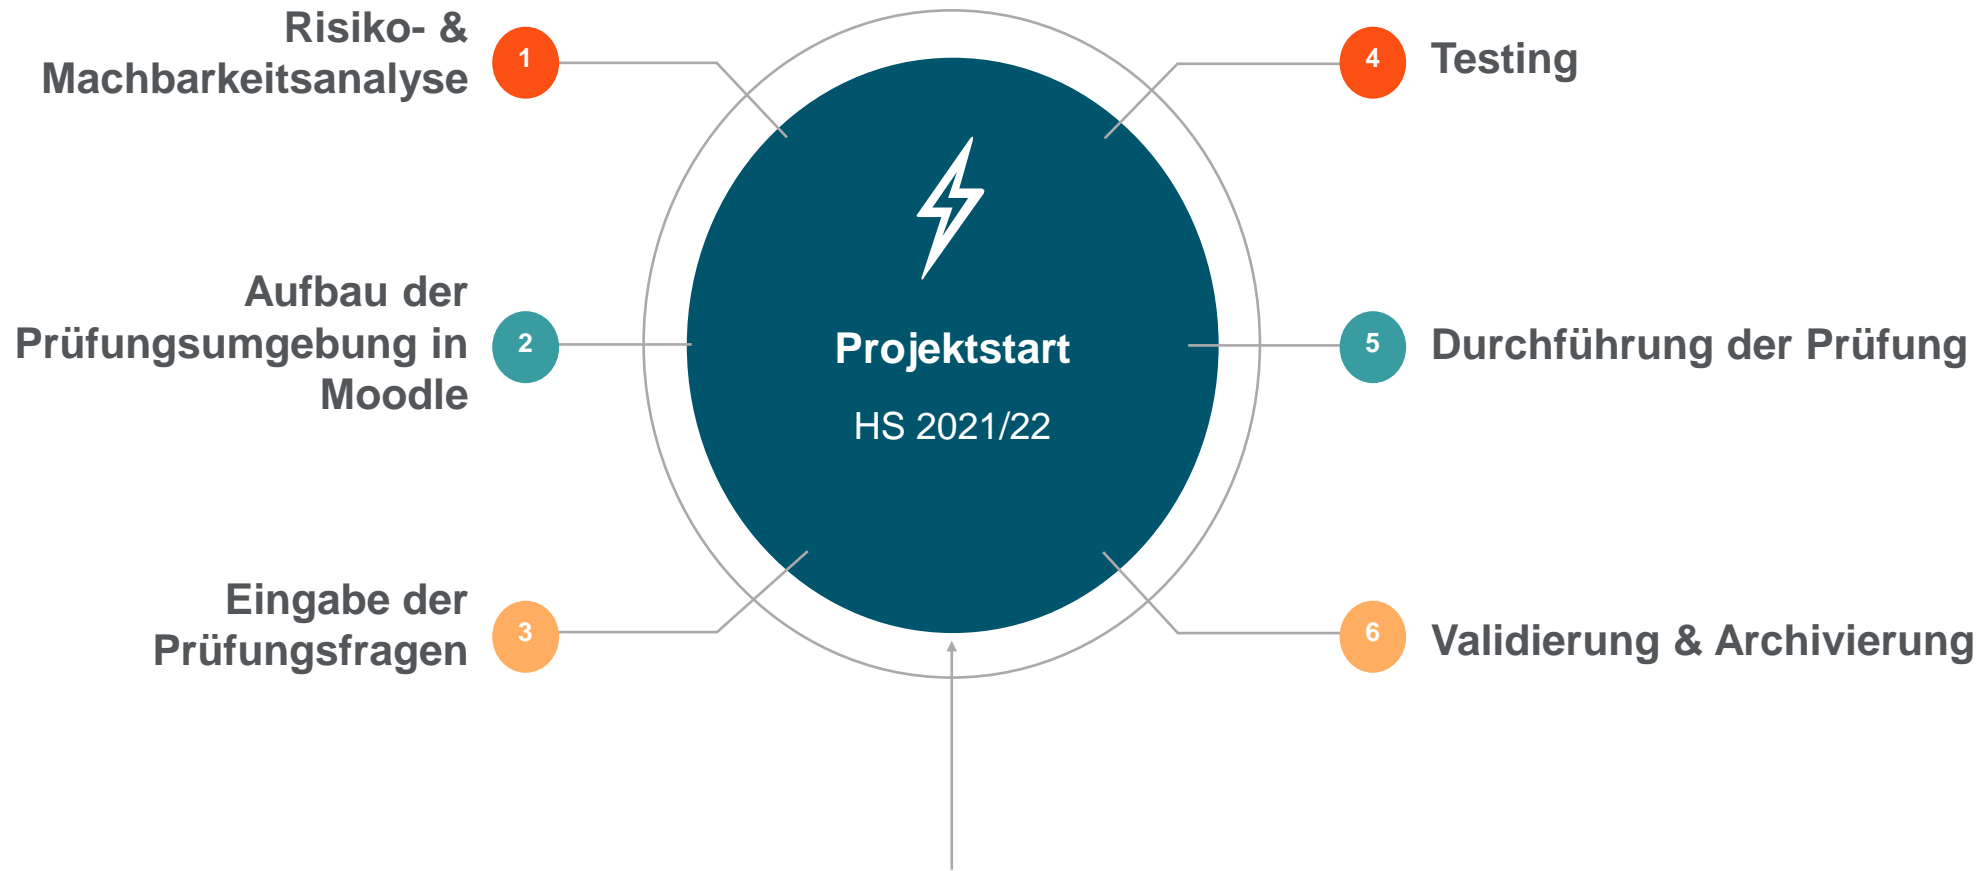 Risiko- &
Machbarkeitsanalyse
1
Aufbau der
Prüfungsumgebung in
Moodle
2
Eingabe der
Prüfungsfragen
3
Projektstart
HS 2021/22
4
Testing
5
Durchführung der Prüfung
6
Validierung & Archivierung